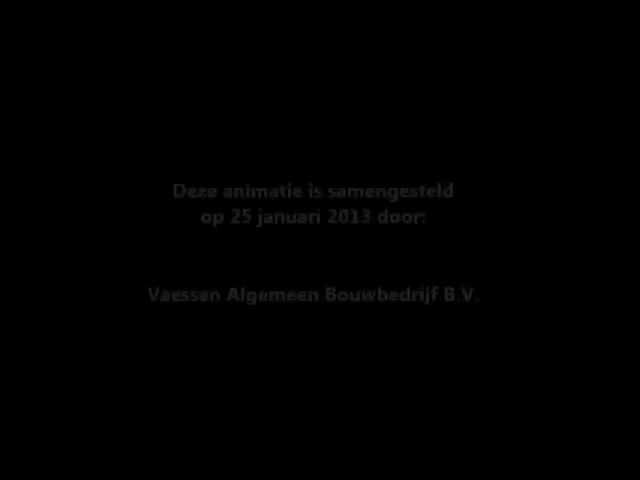 Deze animatie is samengesteld
op 25 januari 2013 door:
Vaessen Algemeen Bouwbedrijf B.V.